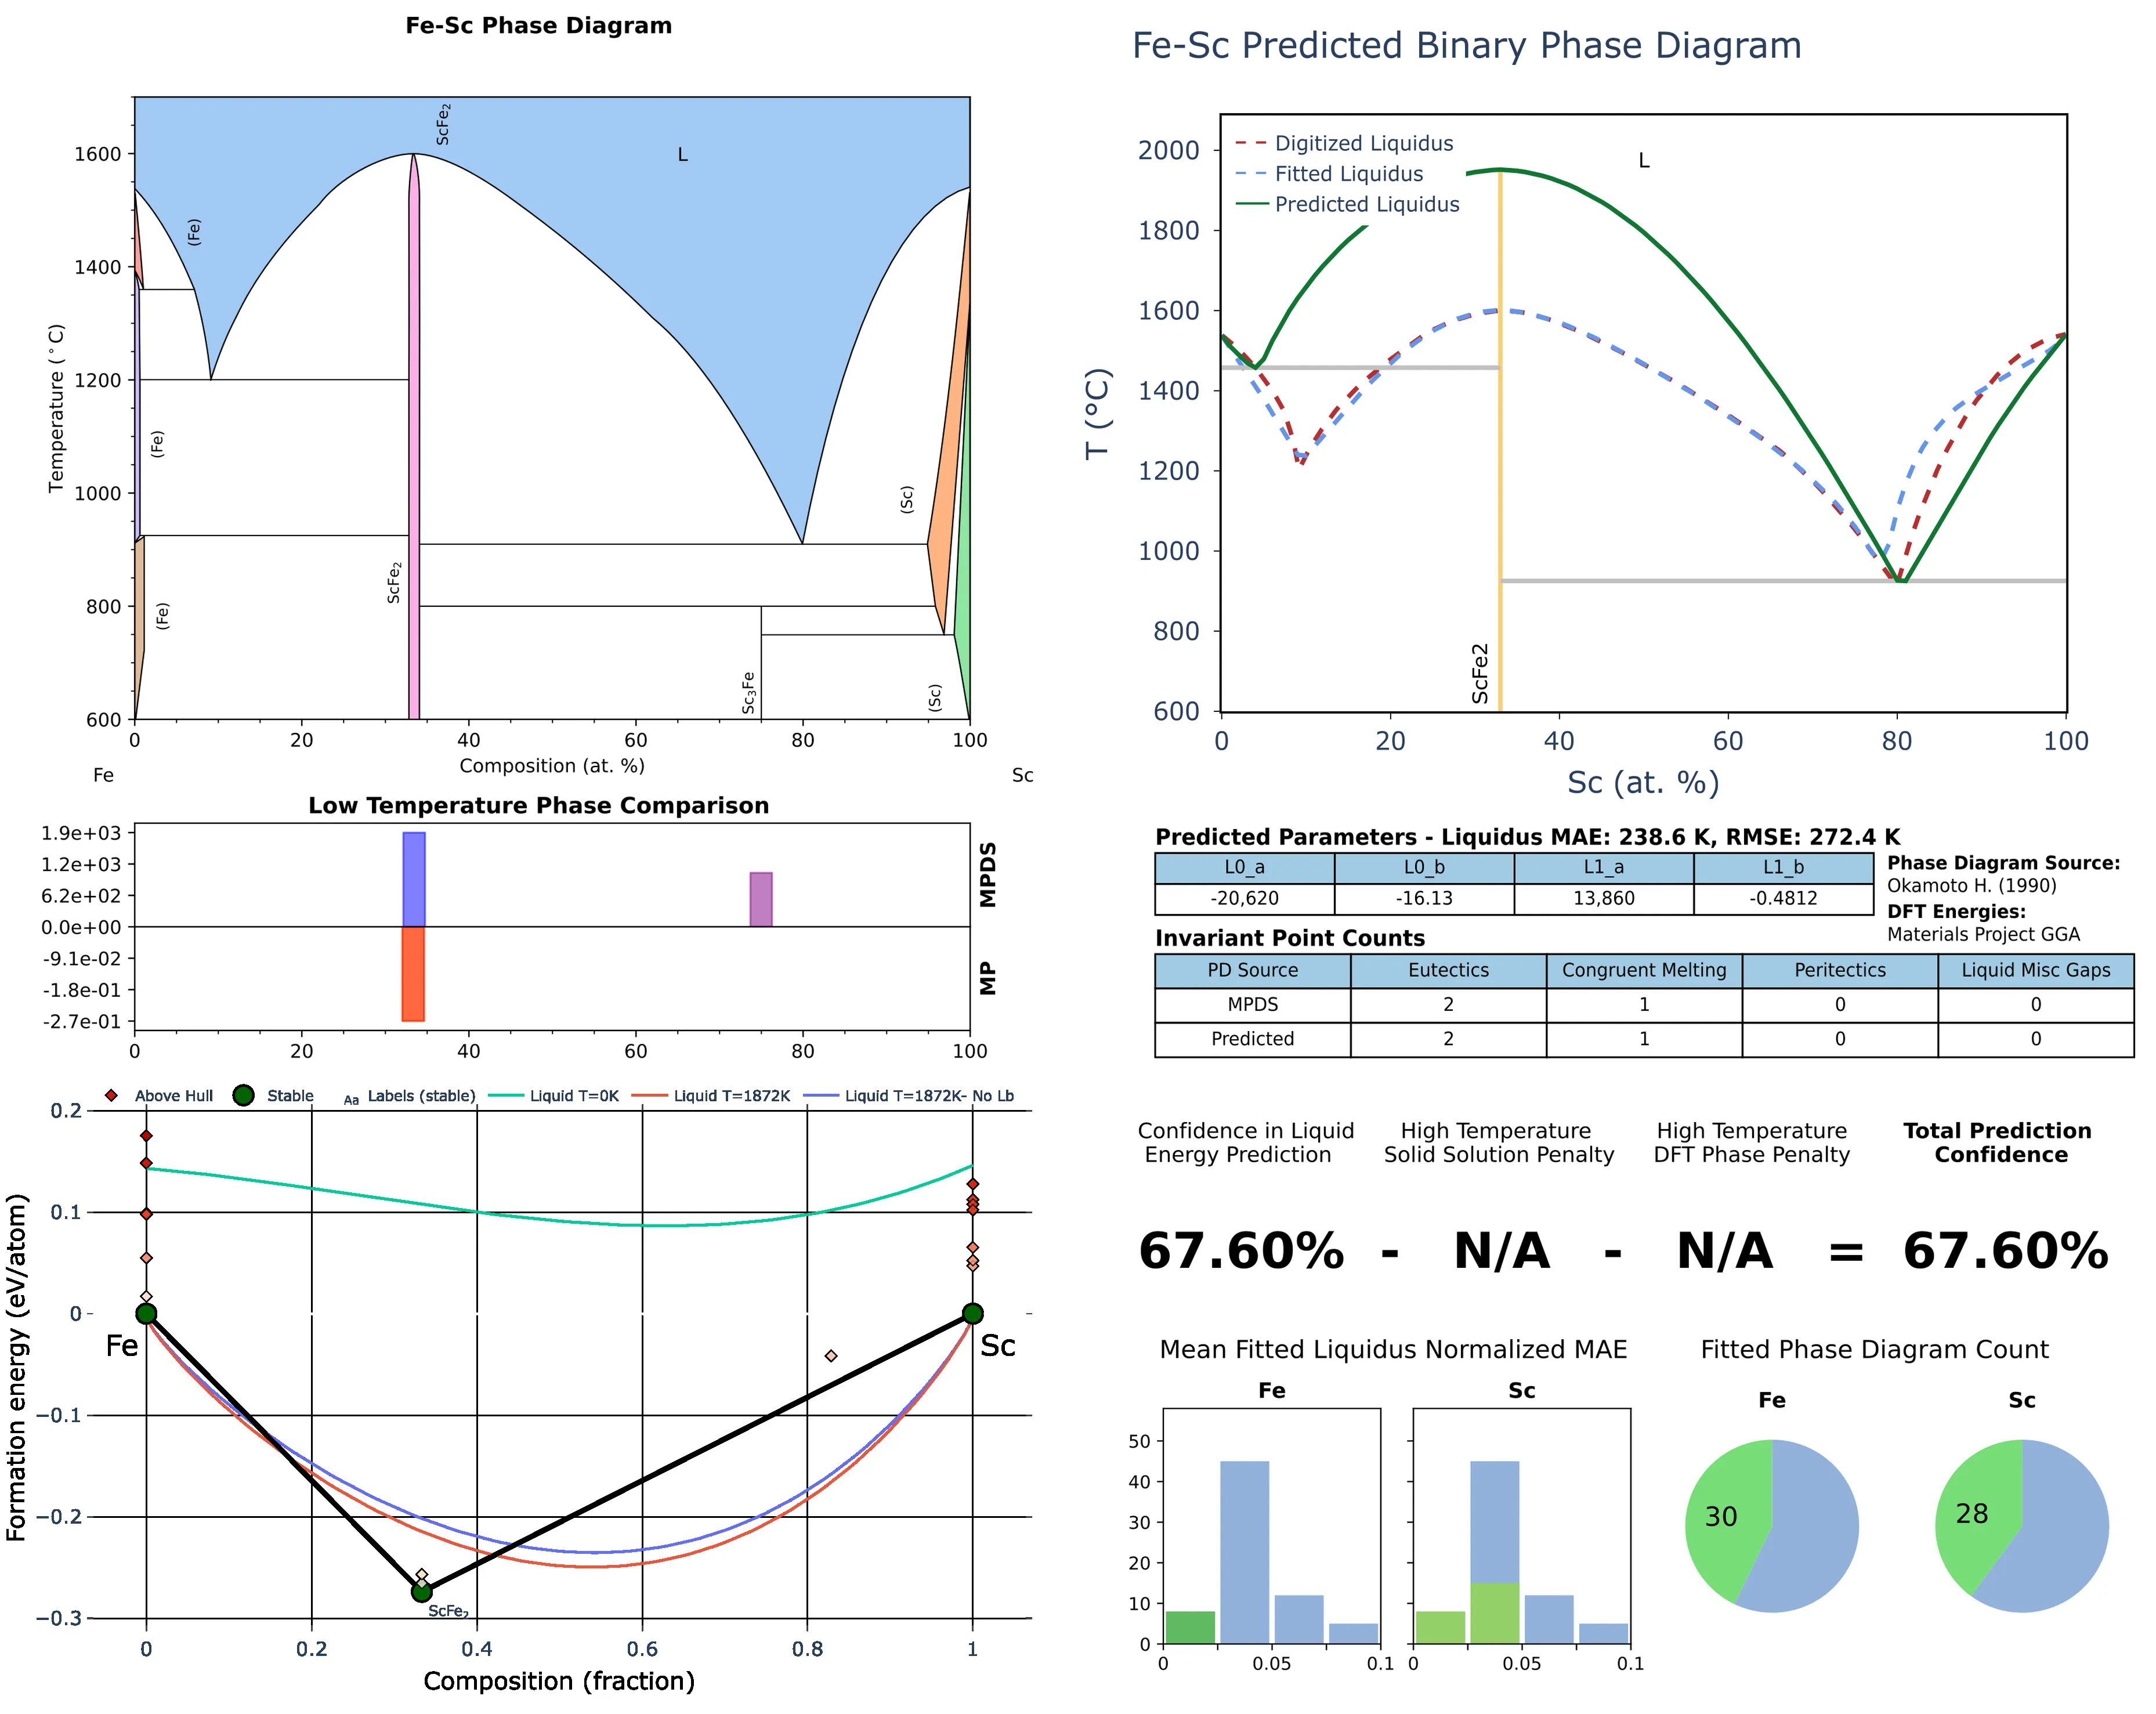 Fe-Sc Phase Diagram
ScFe₂
L
(Fe)
(Fe)
(Fe)
ScFe₂
Sc₃Fe
(Sc)
(Sc)
Temperature (°C)
1600
1400
1200
1000
800
600
0 20 40 60 80 100
Composition (at. %)
Fe
Sc
Low Temperature Phase Comparison
1.9e+03
1.2e+03
6.2e+02
0.0e+00
-9.1e-02
-1.8e-01
-2.7e-01
MPDS
MP
0 20 40 60 80 100
Above Hull Stable Aa Labels (stable) Liquid T=0K Liquid T=1872K Liquid T=1872K- No Lb
Formation energy (eV/atom)
0.2
0.1
0
−0.1
−0.2
−0.3
Fe
Sc
ScFe₂
0 0.2 0.4 0.6 0.8 1
Composition (fraction)
Fe-Sc Predicted Binary Phase Diagram
Digitized Liquidus
Fitted Liquidus
Predicted Liquidus
L
ScFe2
T (°C)
2000
1800
1600
1400
1200
1000
800
600
0 20 40 60 80 100
Sc (at. %)
Predicted Parameters - Liquidus MAE: 238.6 K, RMSE: 272.4 K
L0_a L0_b L1_a L1_b
-20,620 -16.13 13,860 -0.4812
Phase Diagram Source:
Okamoto H. (1990)
DFT Energies:
Materials Project GGA
Invariant Point Counts
PD Source Eutectics Congruent Melting Peritectics Liquid Misc Gaps
MPDS 2 1 0 0
Predicted 2 1 0 0
Confidence in Liquid
Energy Prediction
High Temperature
Solid Solution Penalty
High Temperature
DFT Phase Penalty
Total Prediction
Confidence
67.60% - N/A - N/A = 67.60%
Mean Fitted Liquidus Normalized MAE
Fe
Sc
50
40
30
20
10
0
0 0.05 0.1
0 0.05 0.1
Fitted Phase Diagram Count
Fe
Sc
30
28